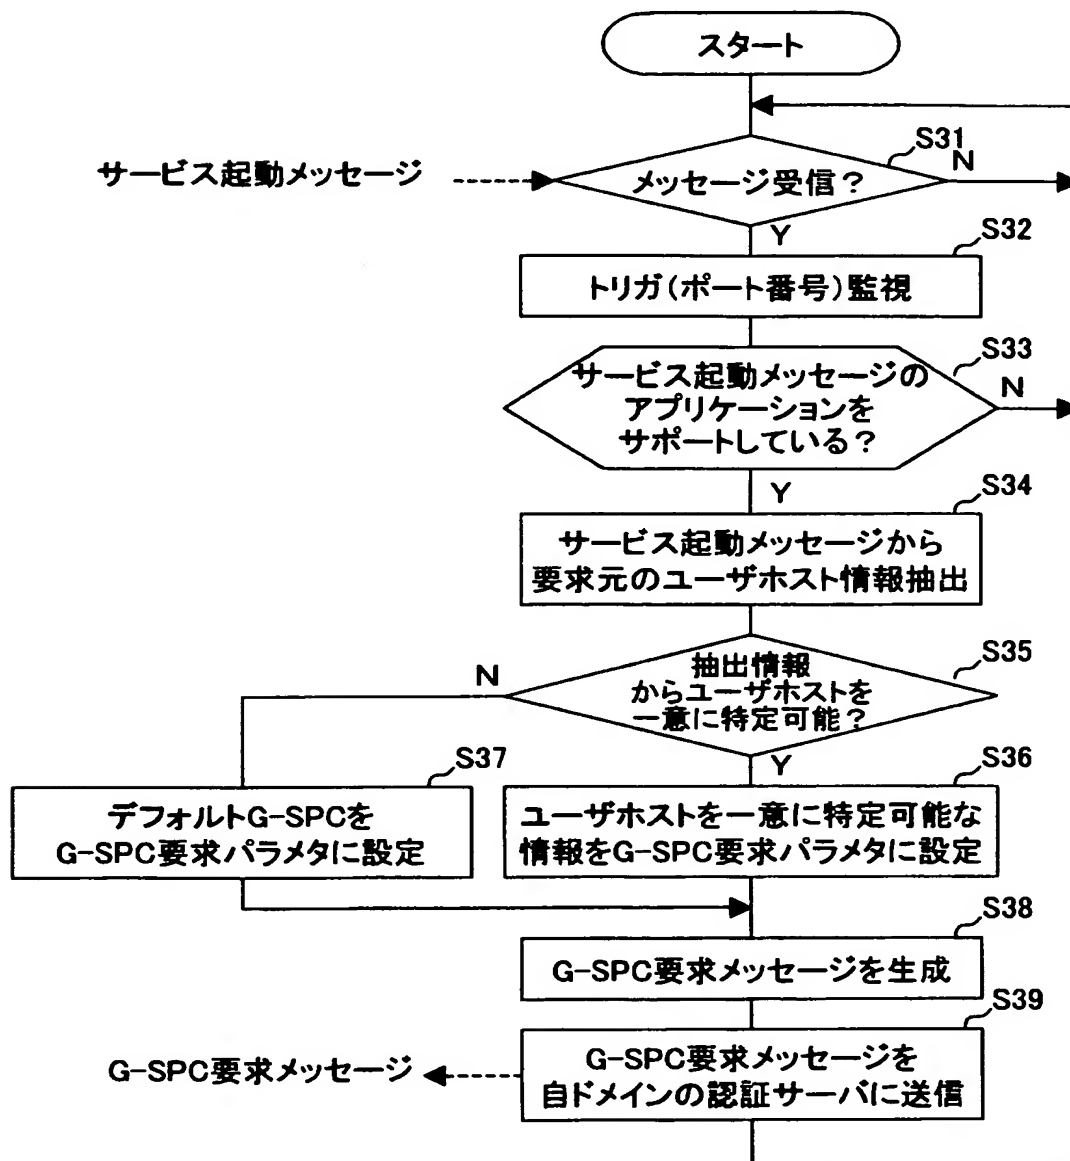 スタート
S31
サービス起動メッセージ
メッセージ受信？
N
Y
S32
トリガ(ポート番号)監視
S33
サービス起動メッセージの
アプリケーションを
サポートしている？
N
Y
S34
サービス起動メッセージから
要求元のユーザホスト情報抽出
S35
抽出情報
からユーザホストを
一意に特定可能？
N
Y
S37
デフォルトG-SPCを
G-SPC要求パラメタに設定
S36
ユーザホストを一意に特定可能な
情報をG-SPC要求パラメタに設定
S38
G-SPC要求メッセージを生成
S39
G-SPC要求メッセージを
自ドメインの認証サーバに送信
G-SPC要求メッセージ